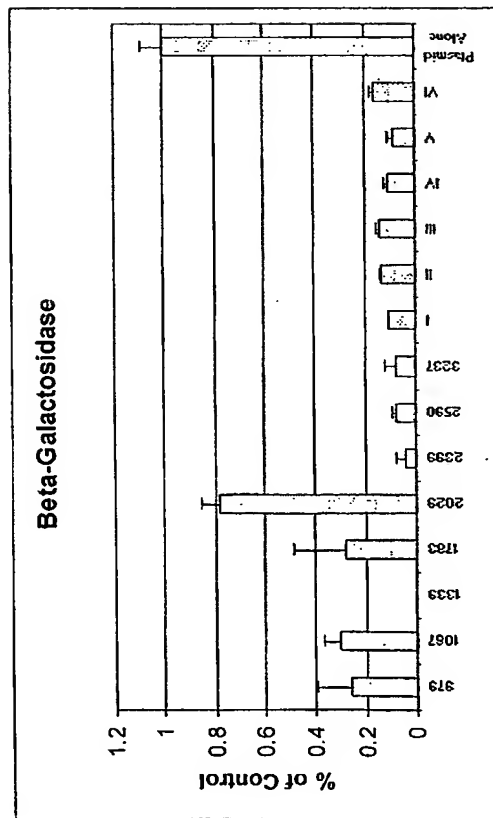 Beta-Galactosidase
% of Control
1.2
1
0.8
0.6
0.4
0.2
0
979
1067
1339
1783
2029
2399
2590
3237
I
II
III
IV
V
VI
Plasmid
Alone